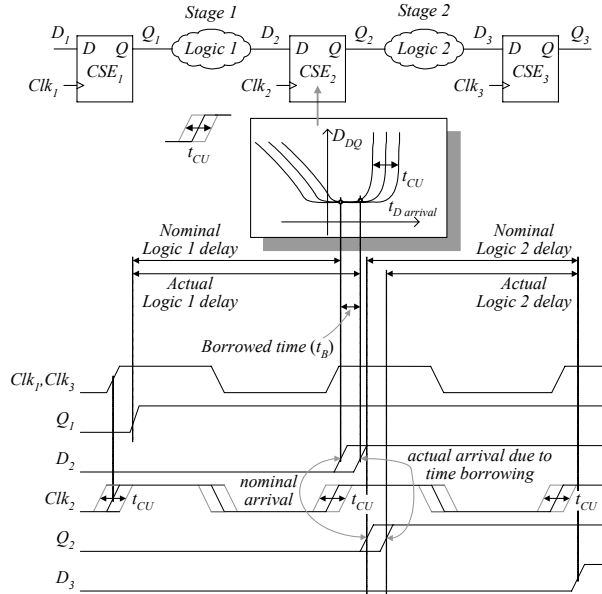 Stage 1
Stage 2
D1 D Q Q1 Logic 1 D2 D Q Q2 Logic 2 D3 D Q Q3
CSE1 CSE2 CSE3
Clk1 Clk2 Clk3
tCU
DDQ
tCU
tD arrival
Nominal
Logic 1 delay
Nominal
Logic 2 delay
Actual
Logic 1 delay
Actual
Logic 2 delay
Borrowed time (tB)
Clk1,Clk3
Q1
D2
nominal
arrival
actual arrival due to
time borrowing
Clk2 tCU tCU tCU
Q2
D3